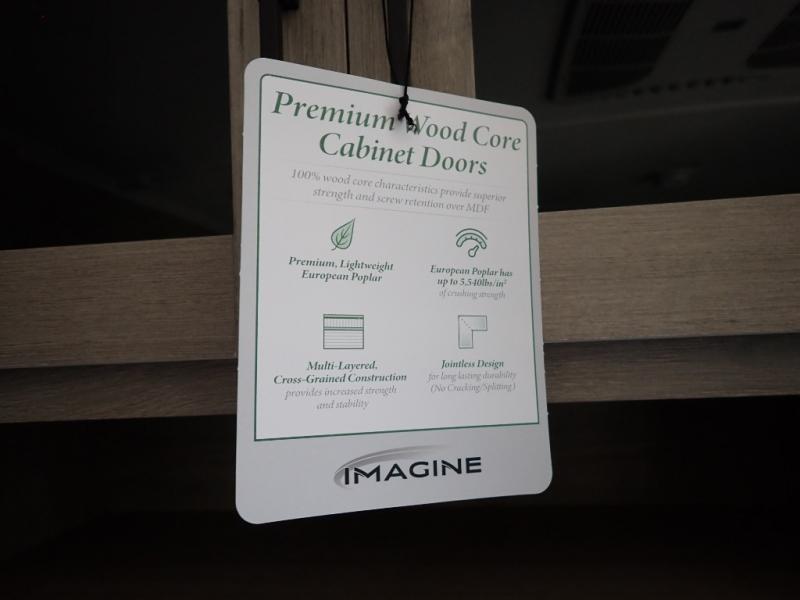 Premium Wood Core
Cabinet Doors
100% wood core characteristics provide superior
strength and screw retention over MDF
Premium, Lightweight
European Poplar
European Poplar has
up to 5,540lbs/in²
of crushing strength
Multi-Layered,
Cross-Grained Construction
provides increased strength
and stability
Jointless Design
for long lasting durability
(No Cracking/Splitting)
IMAGINE